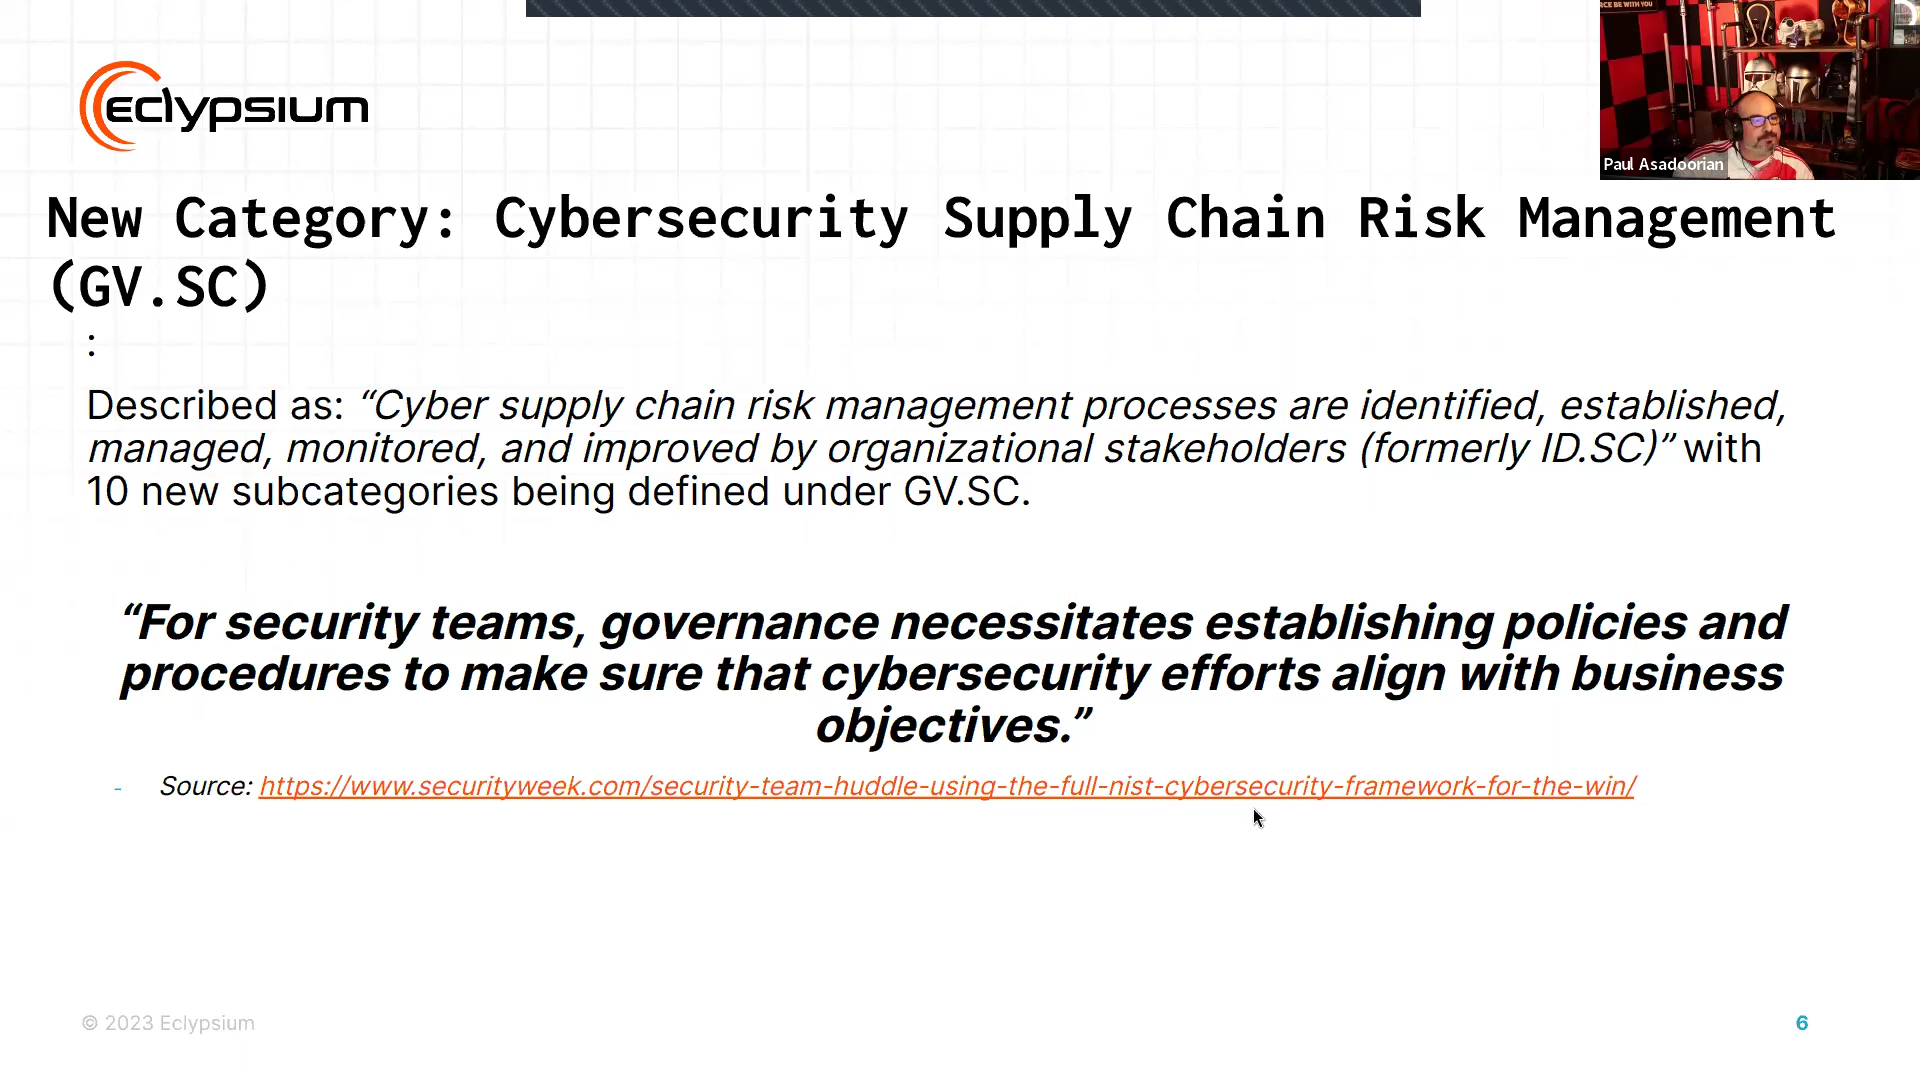 RCE BE WITH YOU
Eclypsium
Paul Asadoorian
New Category: Cybersecurity Supply Chain Risk Management
(GV.SC)
:
Described as: “Cyber supply chain risk management processes are identified, established,
managed, monitored, and improved by organizational stakeholders (formerly ID.SC)” with
10 new subcategories being defined under GV.SC.
“For security teams, governance necessitates establishing policies and
procedures to make sure that cybersecurity efforts align with business
objectives.”
- Source: https://www.securityweek.com/security-team-huddle-using-the-full-nist-cybersecurity-framework-for-the-win/
© 2023 Eclypsium
6